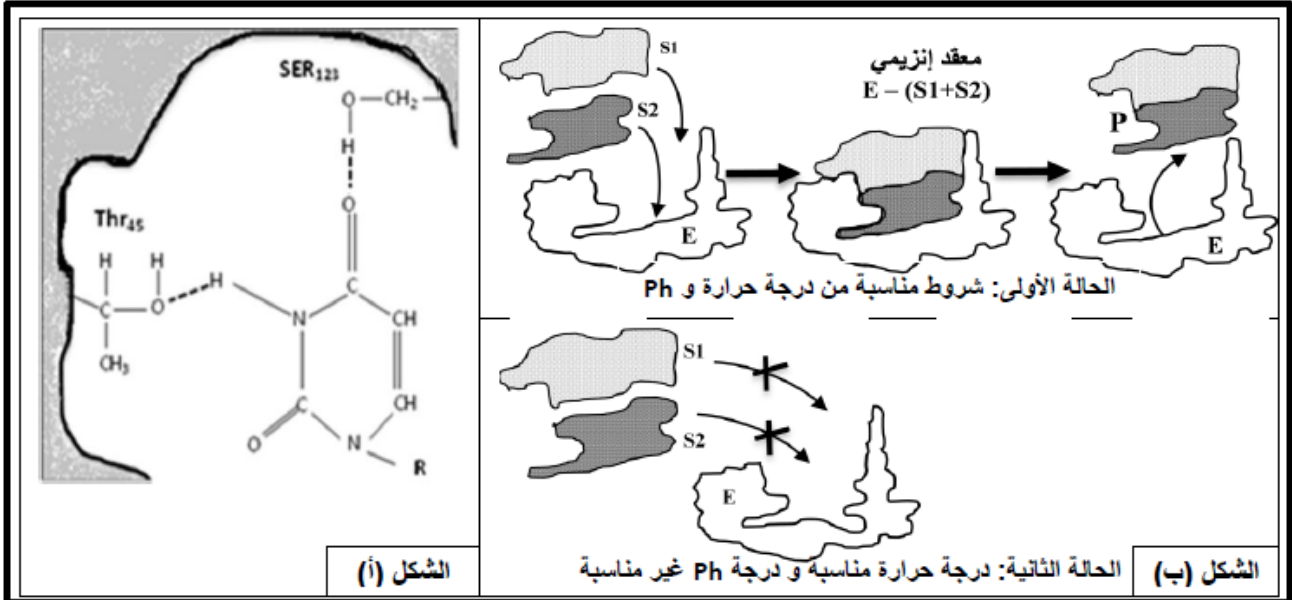 SER123
O—CH2
H
O
Thr45
H H H
C O
N C CH
CH3
C CH
O N R
الشكل (أ)
S1
S2
E
معقد إنزيمي
E – (S1+S2)
P
E
الحالة الأولى: شروط مناسبة من درجة حرارة و Ph
S1
S2
E
الحالة الثانية: درجة حرارة مناسبة و درجة Ph غير مناسبة
الشكل (ب)